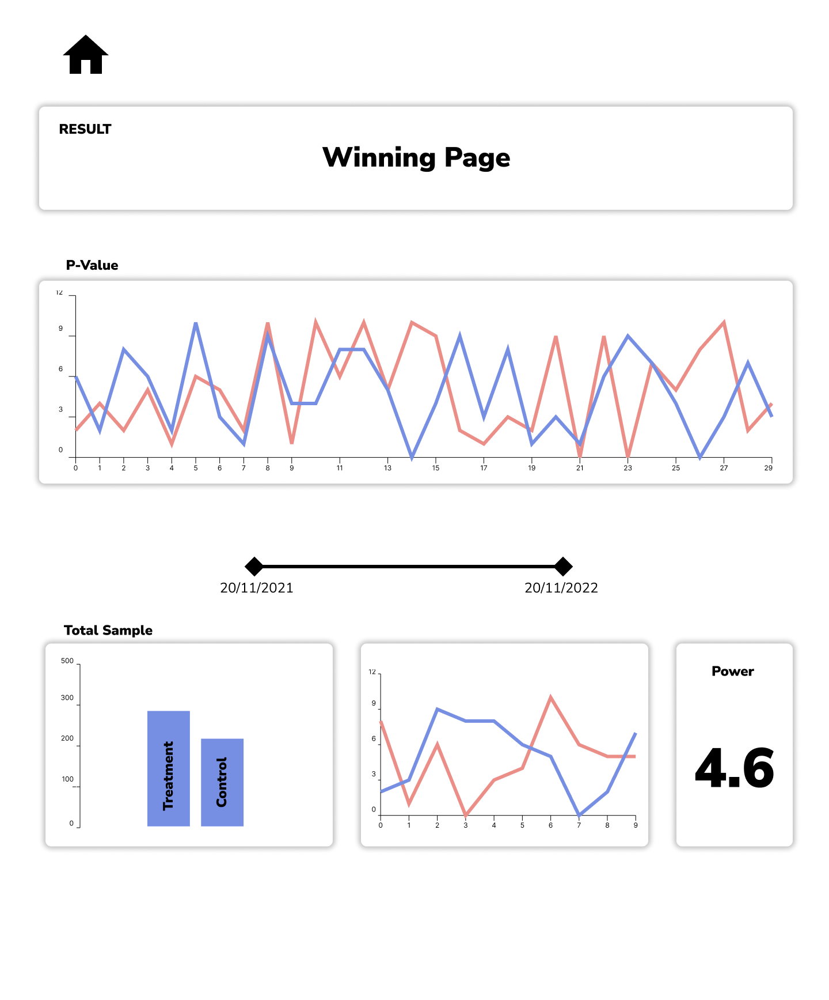 RESULT
Winning Page
P-Value
12
9
6
3
0
0 1 2 3 4 5 6 7 8 9 11 13 15 17 19 21 23 25 27 29
20/11/2021 20/11/2022
Total Sample
500
300
200
100
0
Treatment
Control
12
9
6
3
0
0 1 2 3 4 5 6 7 8 9
Power
4.6